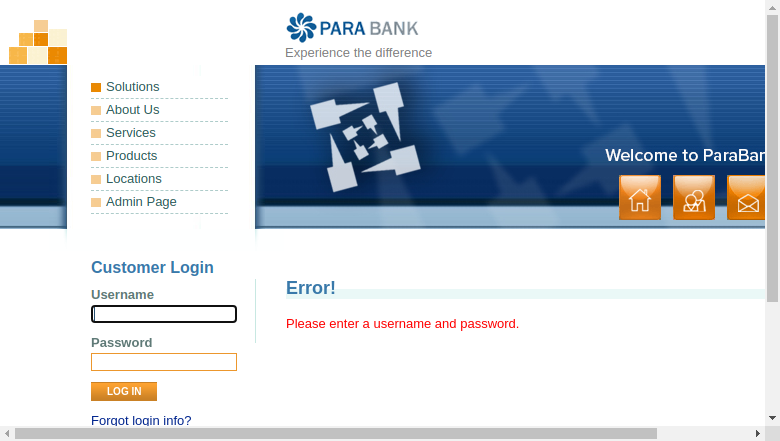 PARA BANK
Experience the difference
Solutions
About Us
Services
Products
Locations
Admin Page
Welcome to ParaBan
Customer Login
Username
Password
LOG IN
Forgot login info?
Error!
Please enter a username and password.